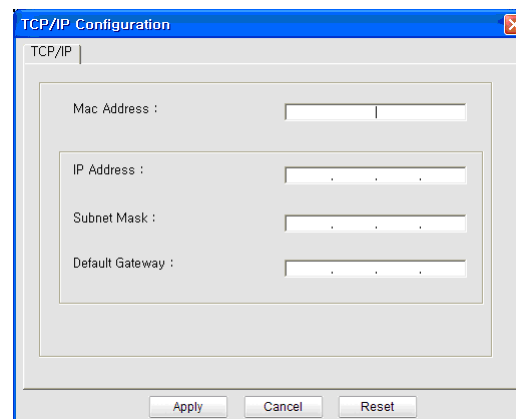 TCP/IP Configuration
TCP/IP
Mac Address :
IP Address :
. . .
Subnet Mask :
. . .
Default Gateway :
. . .
Apply Cancel Reset